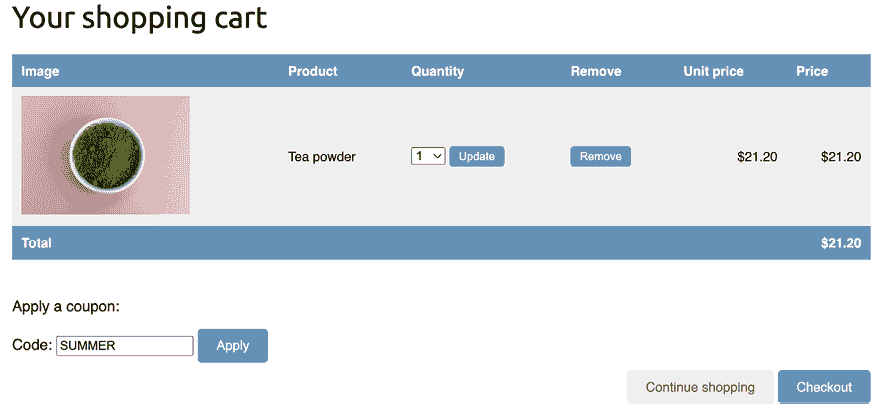 Your shopping cart
Image Product Quantity Remove Unit price Price
Tea powder 1 Update Remove $21.20 $21.20
Total $21.20
Apply a coupon:
Code: SUMMER Apply
Continue shopping Checkout